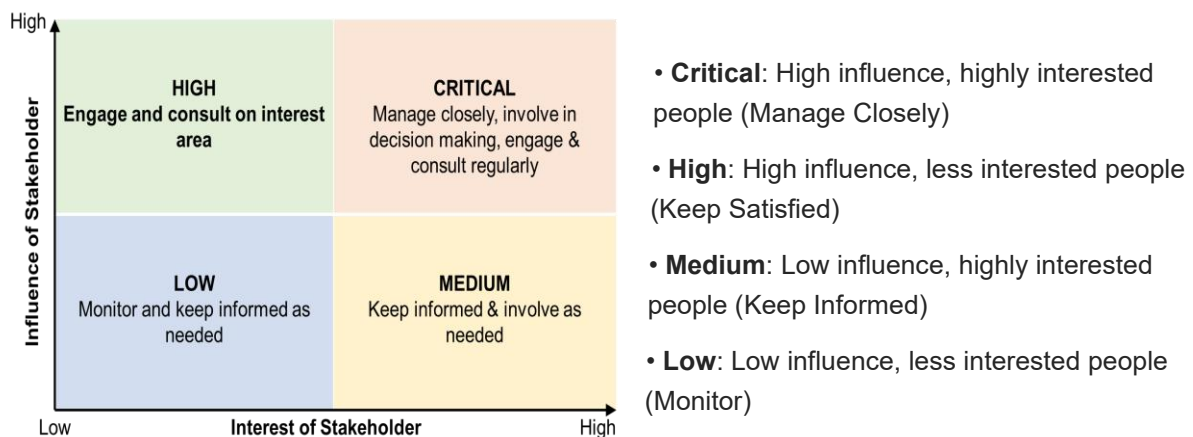 High
Influence of Stakeholder
HIGH
Engage and consult on interest
area
CRITICAL
Manage closely, involve in
decision making, engage &
consult regularly
LOW
Monitor and keep informed as
needed
MEDIUM
Keep informed & involve as
needed
Low
Interest of Stakeholder
High
• Critical: High influence, highly interested
people (Manage Closely)
• High: High influence, less interested people
(Keep Satisfied)
• Medium: Low influence, highly interested
people (Keep Informed)
• Low: Low influence, less interested people
(Monitor)